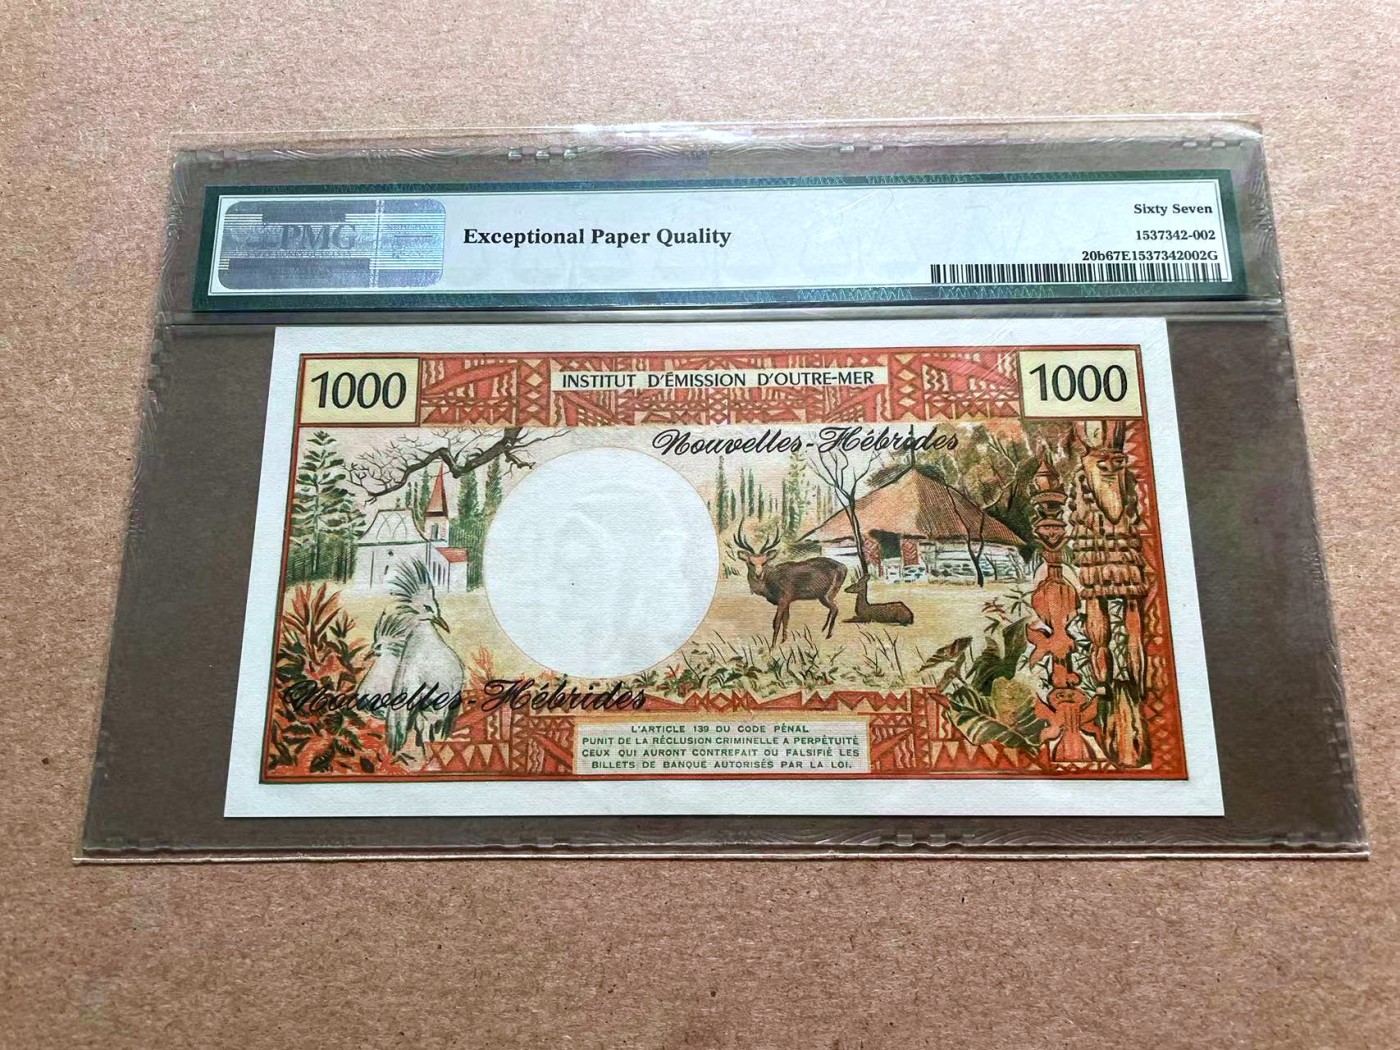 PMG
Exceptional Paper Quality
Sixty Seven
1537342-002
20b67E1537342002G
1000
INSTITUT D'ÉMISSION D'OUTRE-MER
1000
Nouvelles-Hébrides
Nouvelles-Hébrides
L'ARTICLE 139 DU CODE PÉNAL
PUNIT DE LA RÉCLUSION CRIMINELLE A PERPÉTUITÉ
CEUX QUI AURONT CONTREFAIT OU FALSIFIÉ LES
BILLETS DE BANQUE AUTORISÉS PAR LA LOI.